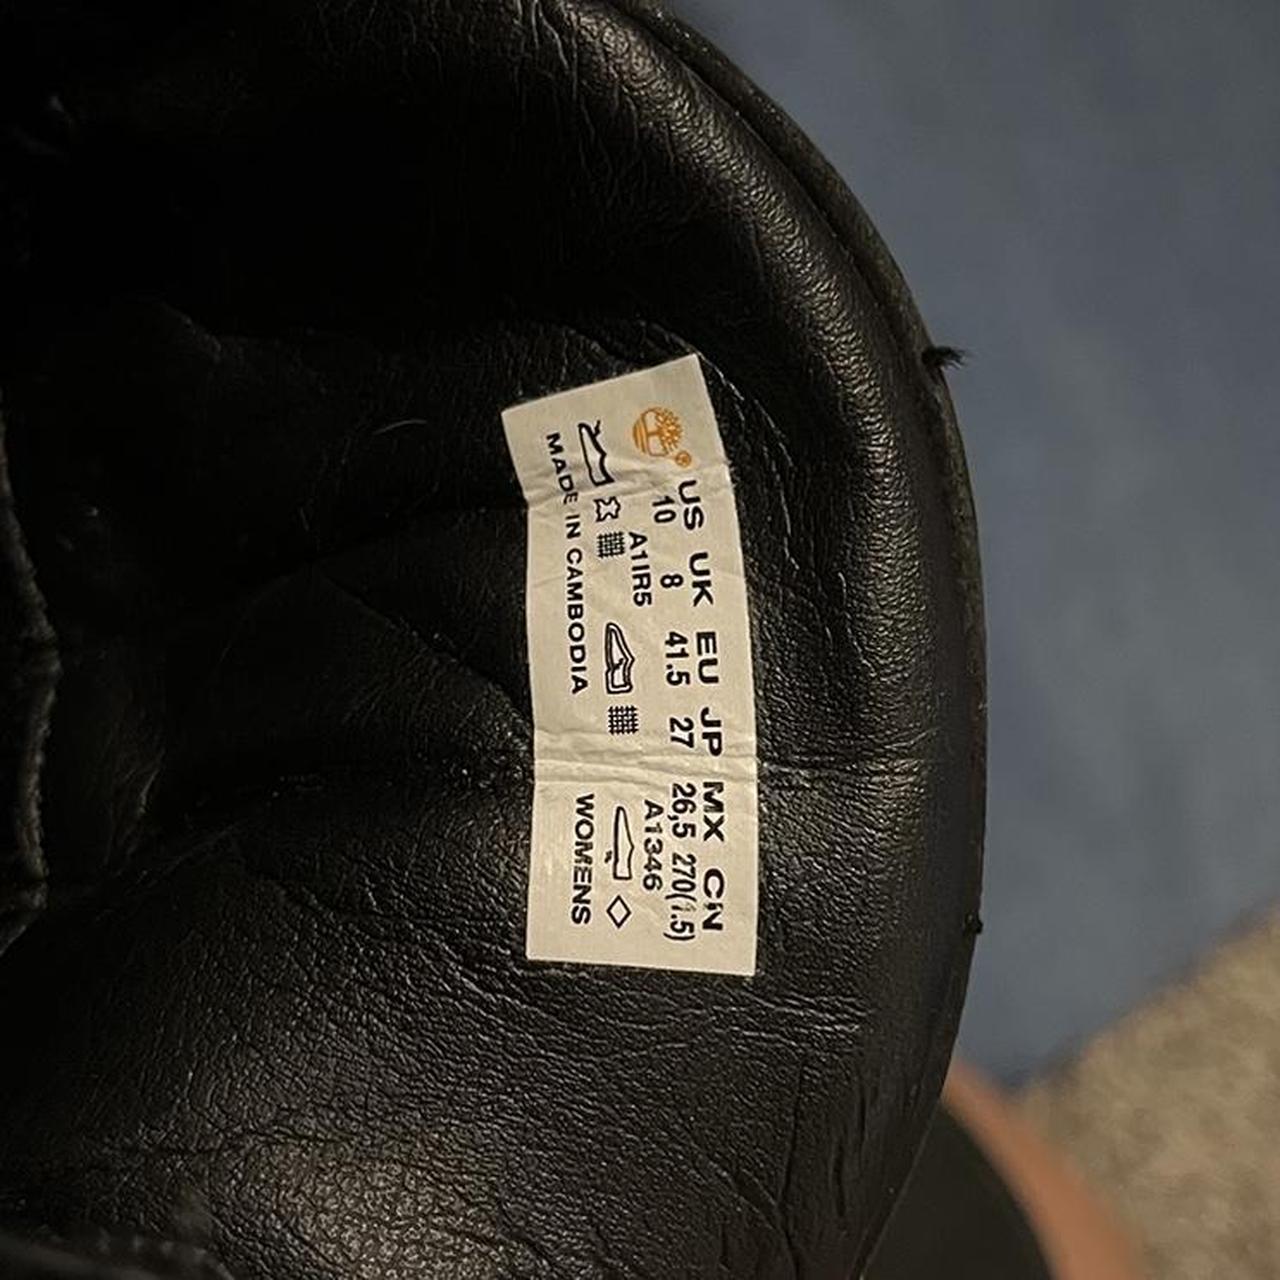 US UK EU JP MX CN
10 8 41.5 27 26,5 270(1.5)
A1IR5 A1346
MADE IN CAMBODIA WOMENS
®